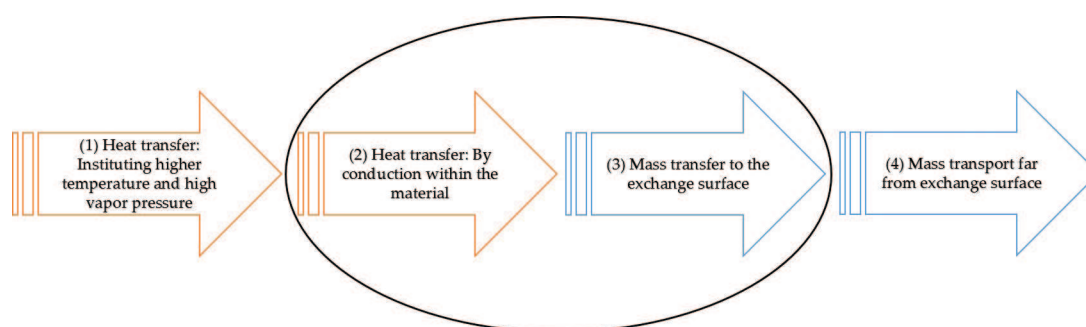 (1) Heat transfer:
Instituting higher
temperature and high
vapor pressure
(2) Heat transfer: By
conduction within the
material
(3) Mass transfer to the
exchange surface
(4) Mass transport far
from exchange surface